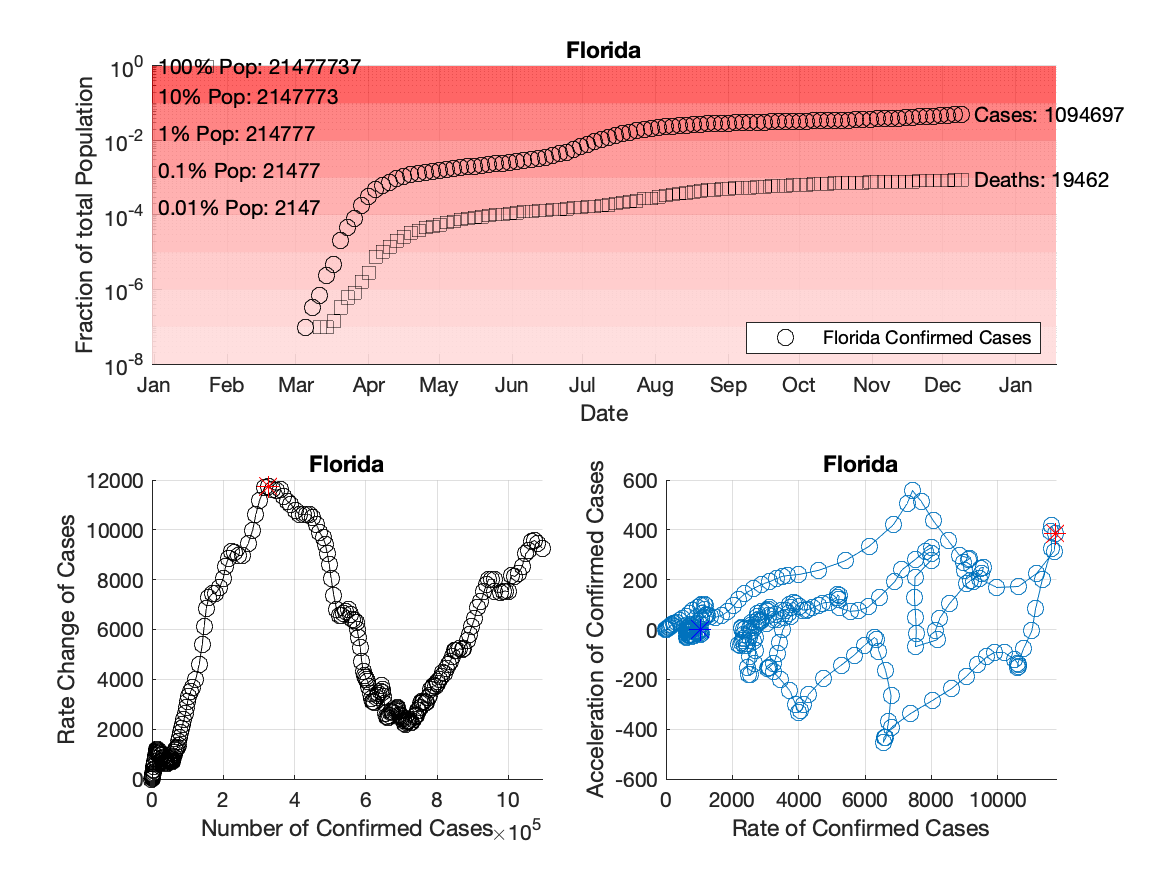 Florida
Fraction of total Population
10^0
10^-2
10^-4
10^-6
10^-8
100% Pop: 21477737
10% Pop: 2147773
1% Pop: 214777
0.1% Pop: 21477
0.01% Pop: 2147
Cases: 1094697
Deaths: 19462
Florida Confirmed Cases
Jan Feb Mar Apr May Jun Jul Aug Sep Oct Nov Dec Jan
Date
Florida
Rate Change of Cases
12000
10000
8000
6000
4000
2000
0
0 2 4 6 8 10
Number of Confirmed Cases ×10^5
Florida
Acceleration of Confirmed Cases
600
400
200
0
-200
-400
-600
0 2000 4000 6000 8000 10000
Rate of Confirmed Cases